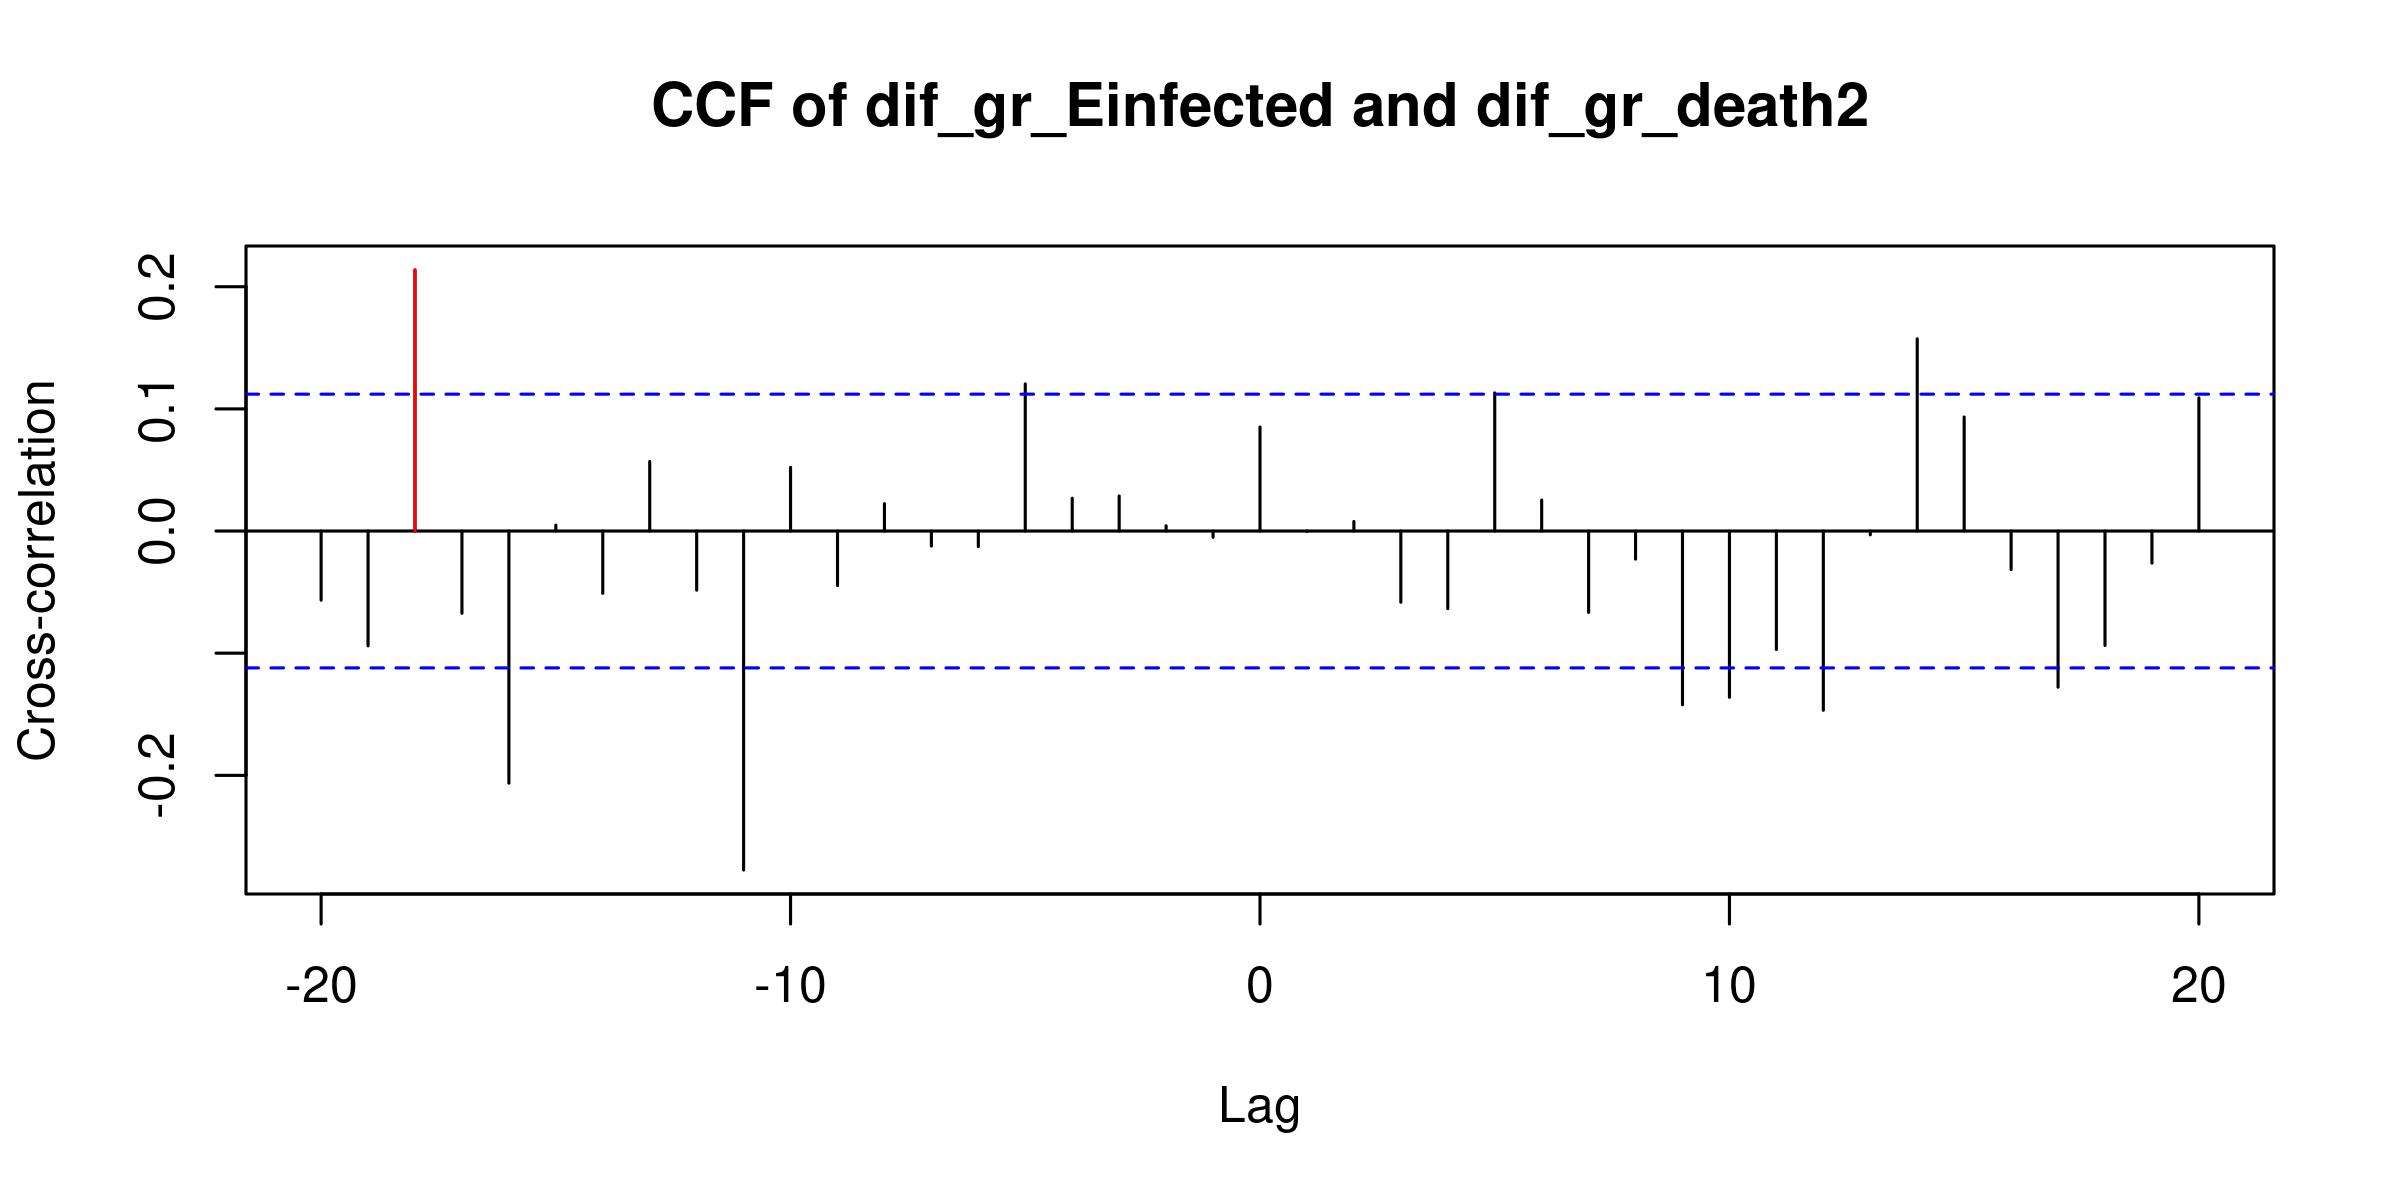 CCF of dif_gr_Einfected and dif_gr_death2
Cross-correlation
0.2
0.1
0.0
-0.2
-20 -10 0 10 20
Lag